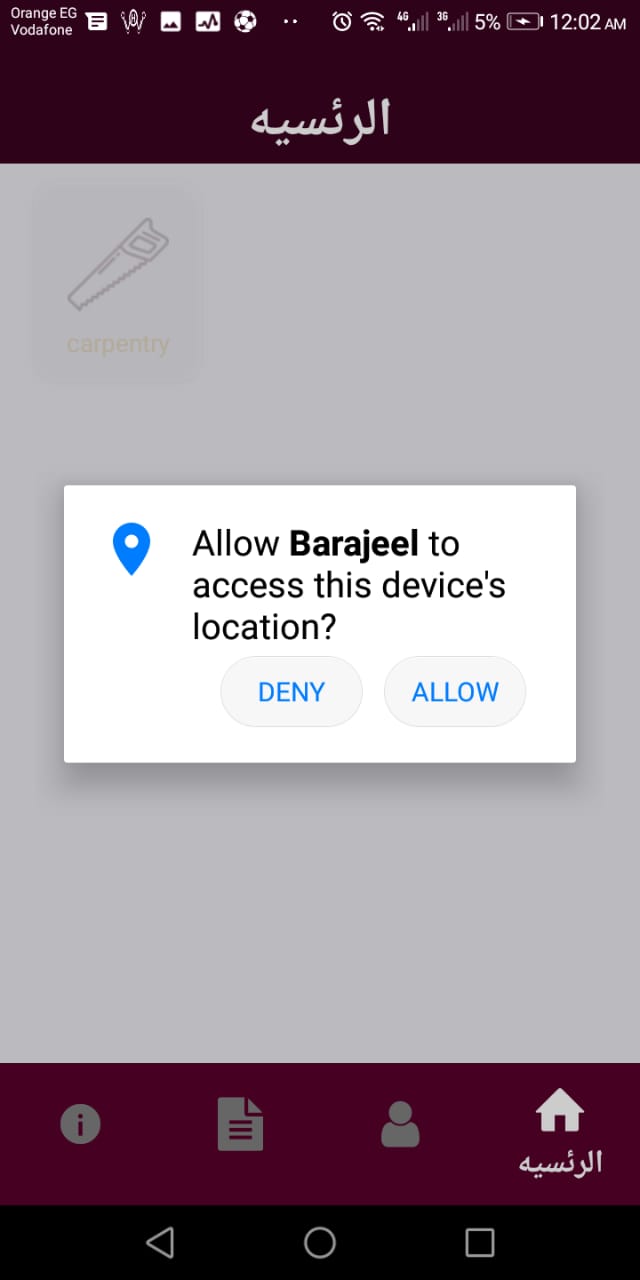 Orange EG
Vodafone
4G
3G
5%
12:02 AM
الرئسيه
carpentry
Allow Barajeel to
access this device's
location?
DENY
ALLOW
الرئسيه